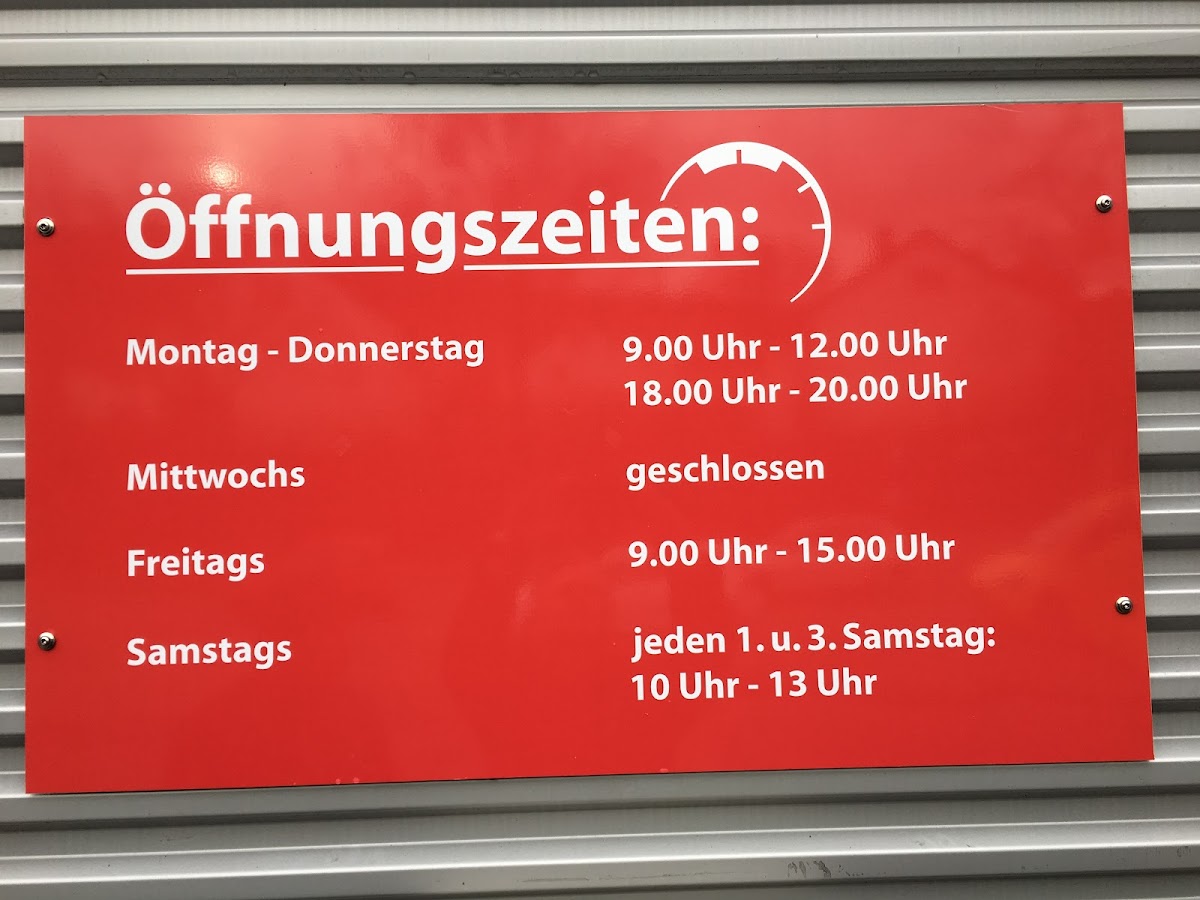 Öffnungszeiten:
Montag - Donnerstag 9.00 Uhr - 12.00 Uhr
18.00 Uhr - 20.00 Uhr
Mittwochs geschlossen
Freitags 9.00 Uhr - 15.00 Uhr
Samstags jeden 1. u. 3. Samstag:
10 Uhr - 13 Uhr